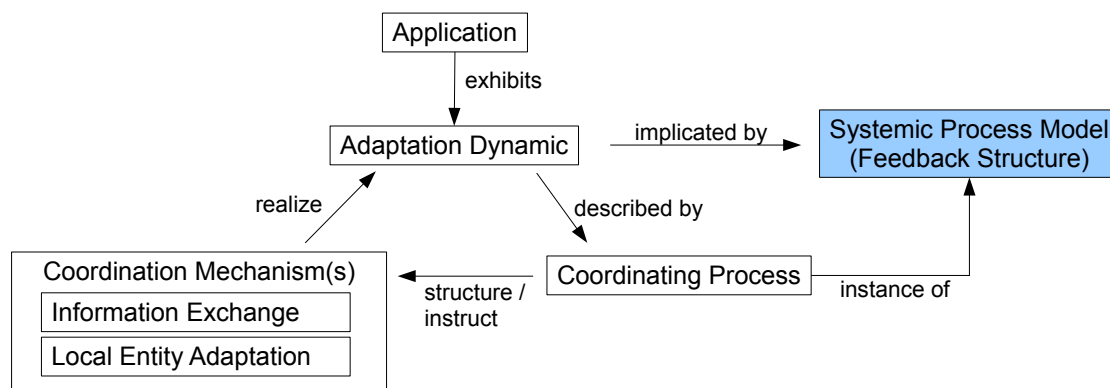 Application
exhibits
Adaptation Dynamic
implicated by
Systemic Process Model
(Feedback Structure)
realize
described by
Coordination Mechanism(s)
Information Exchange
Local Entity Adaptation
structure /
instruct
Coordinating Process
instance of